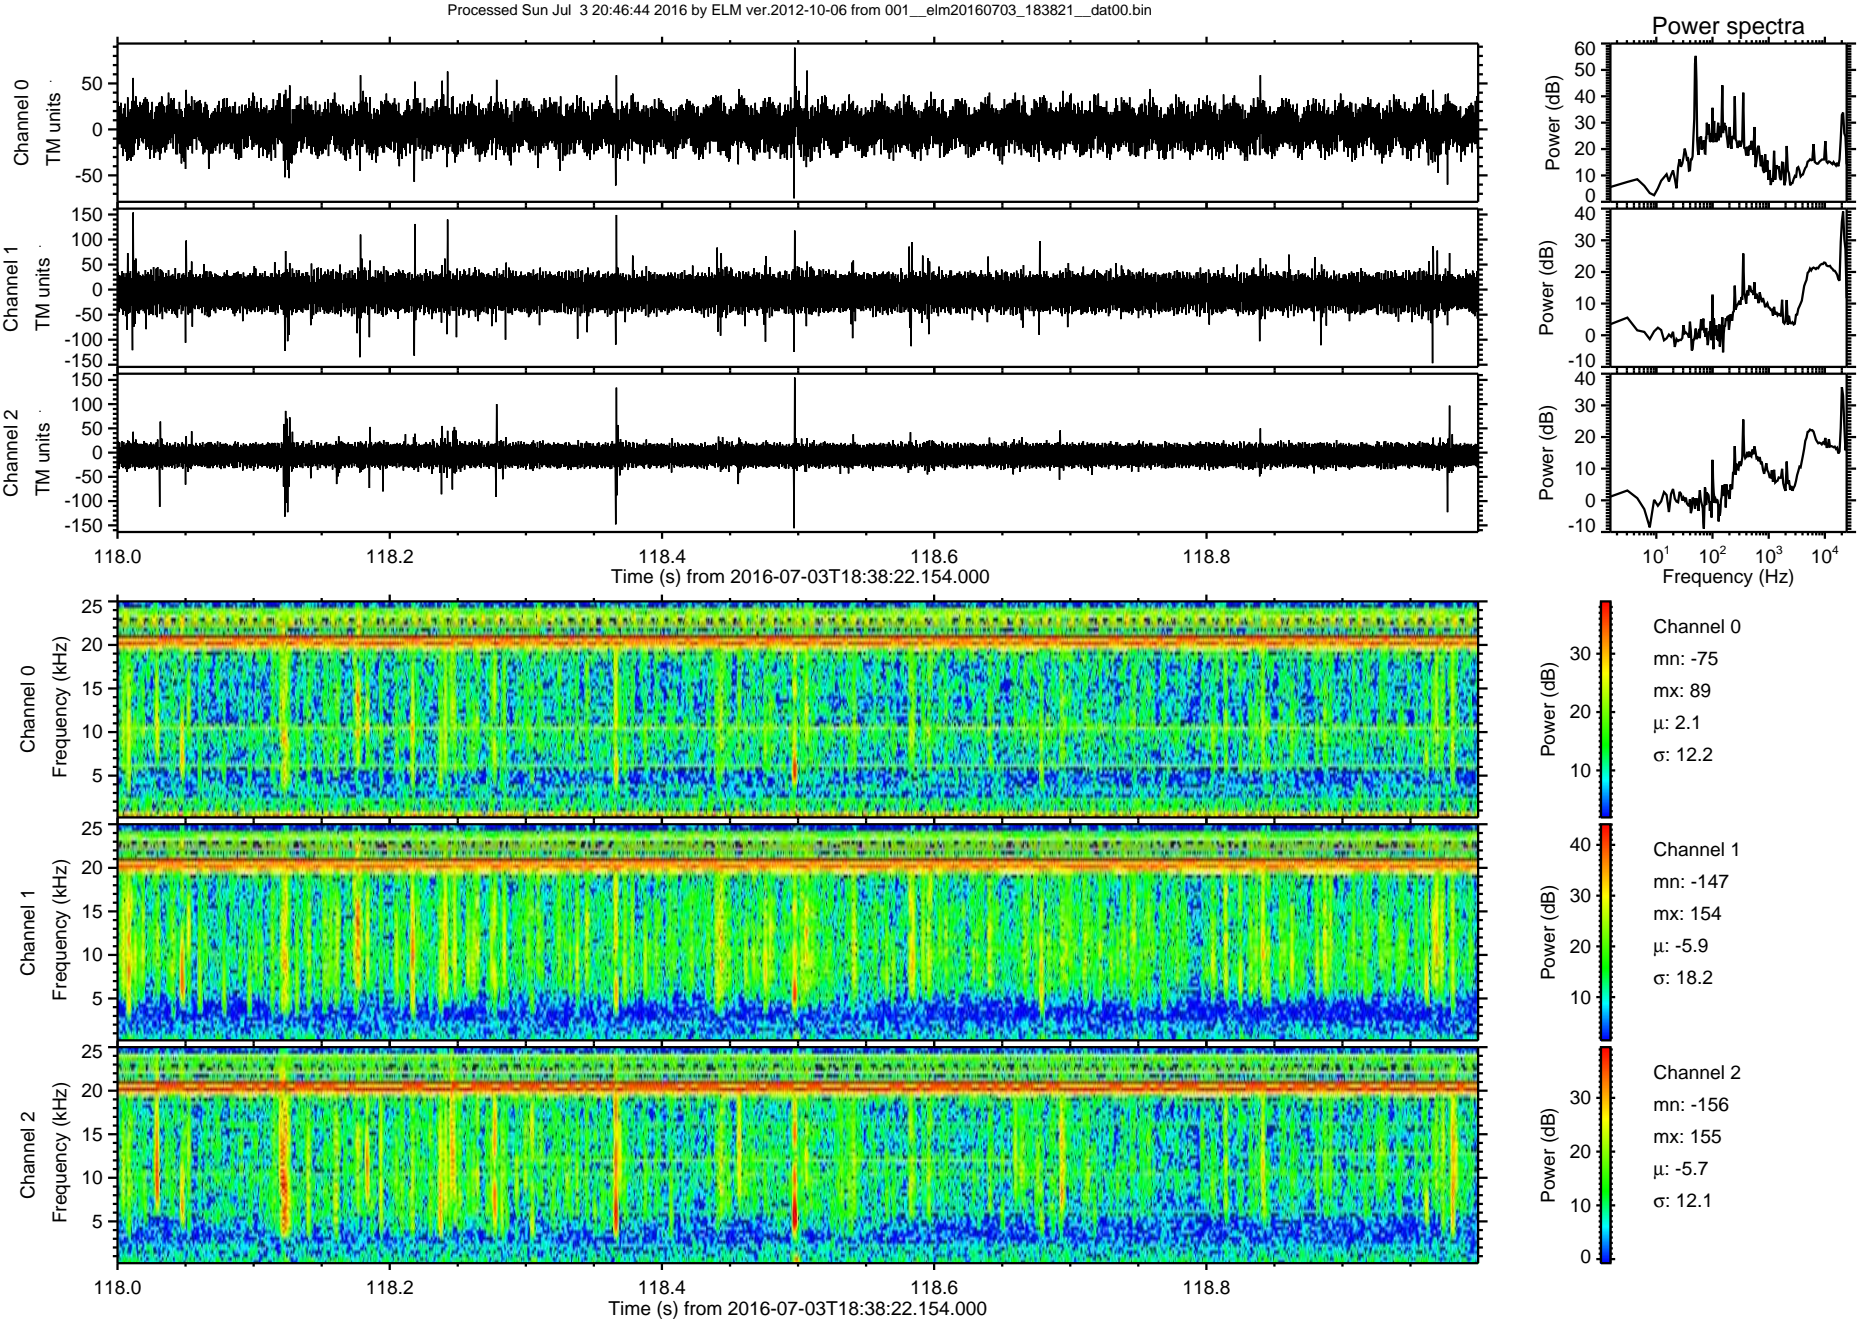 Processed Sun Jul  3 20:46:44 2016 by ELM ver.2012-10-06 from 001__elm20160703_183821__dat00.bin
Power spectra
Channel 0
TM units
50
0
-50
Power (dB)
60
50
40
30
20
10
0
Channel 1
TM units
150
100
50
0
-50
-100
-150
Power (dB)
40
30
20
10
0
-10
Channel 2
TM units
150
100
50
0
-50
-100
-150
Power (dB)
40
30
20
10
0
-10
118.0
118.2
118.4
118.6
118.8
Time (s) from 2016-07-03T18:38:22.154.000
10¹
10²
10³
10⁴
Frequency (Hz)
Channel 0
Frequency (kHz)
25
20
15
10
5
Power (dB)
30
20
10
Channel 0
mn: -75
mx: 89
μ: 2.1
σ: 12.2
Channel 1
Frequency (kHz)
25
20
15
10
5
Power (dB)
40
30
20
10
Channel 1
mn: -147
mx: 154
μ: -5.9
σ: 18.2
Channel 2
Frequency (kHz)
25
20
15
10
5
Power (dB)
30
20
10
0
Channel 2
mn: -156
mx: 155
μ: -5.7
σ: 12.1
118.0
118.2
118.4
118.6
118.8
Time (s) from 2016-07-03T18:38:22.154.000